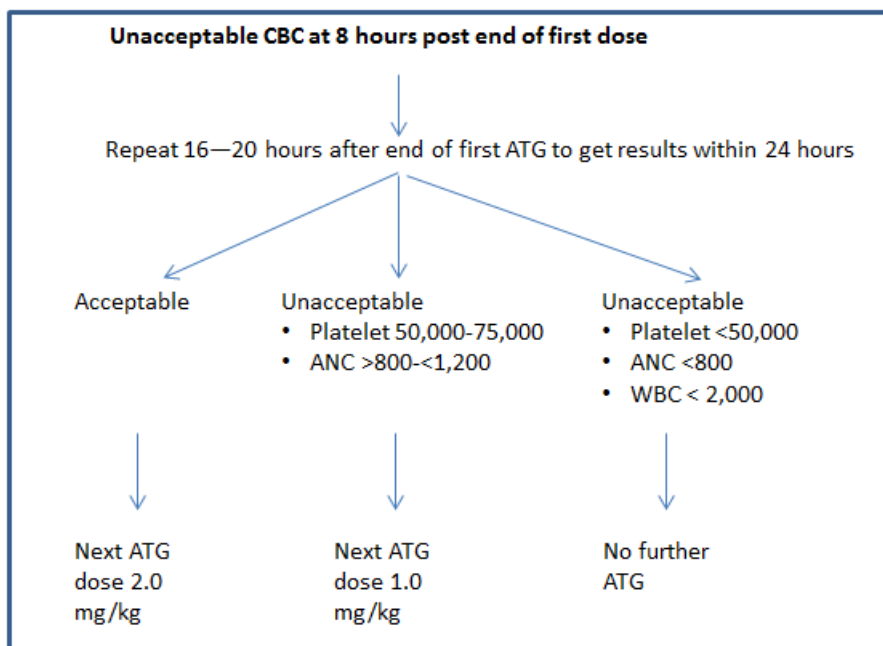 Unacceptable CBC at 8 hours post end of first dose
Repeat 16—20 hours after end of first ATG to get results within 24 hours
Acceptable
Unacceptable
• Platelet 50,000-75,000
• ANC >800-<1,200
Unacceptable
• Platelet <50,000
• ANC <800
• WBC < 2,000
Next ATG
dose 2.0
mg/kg
Next ATG
dose 1.0
mg/kg
No further
ATG